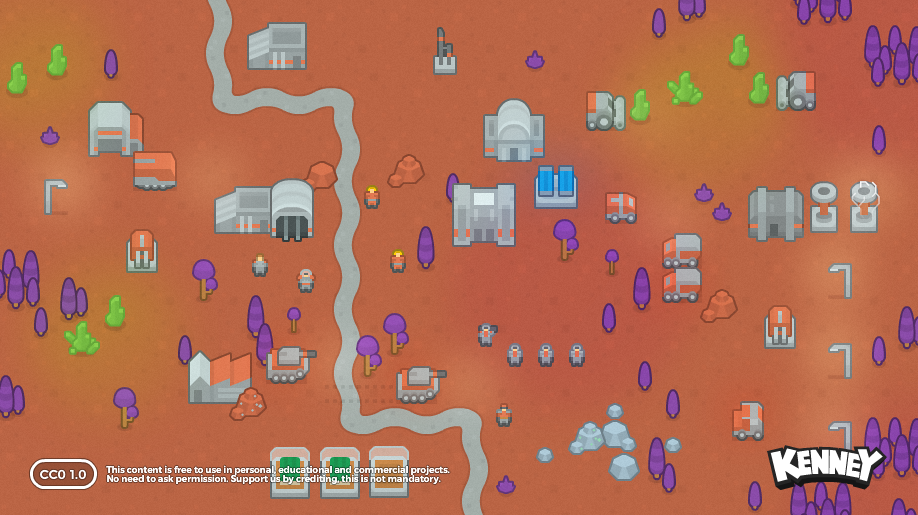 CC0 1.0
This content is free to use in personal, educational and commercial projects.
No need to ask permission. Support us by crediting, this is not mandatory.
KENNEY